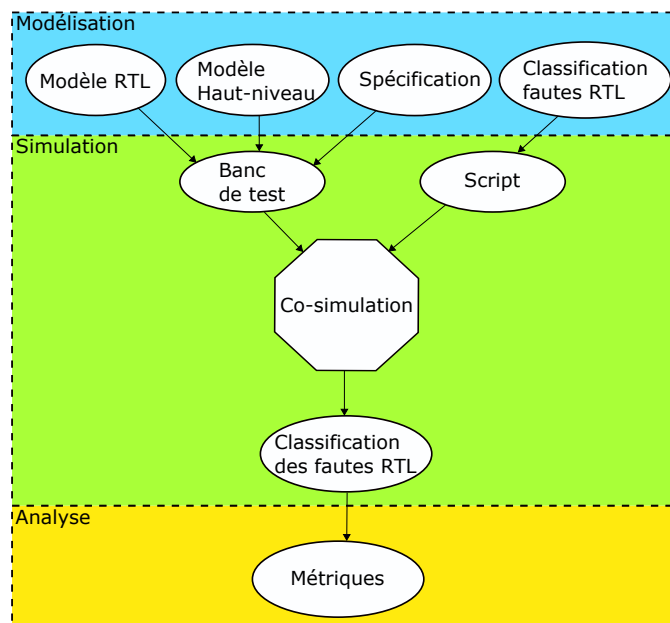 Modélisation
Modèle RTL
Modèle
Haut-niveau
Spécification
Classification
fautes RTL
Simulation
Banc
de test
Script
Co-simulation
Classification
des fautes RTL
Analyse
Métriques